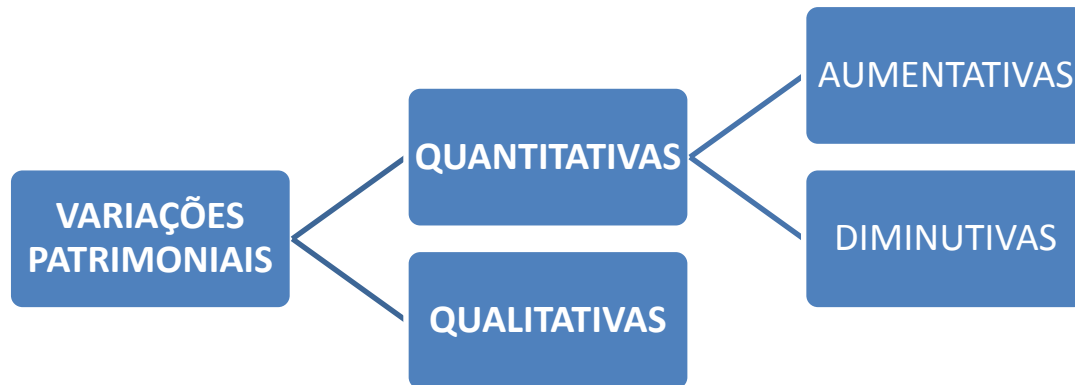 VARIAÇÕES
PATRIMONIAIS
QUANTITATIVAS
AUMENTATIVAS
DIMINUTIVAS
QUALITATIVAS